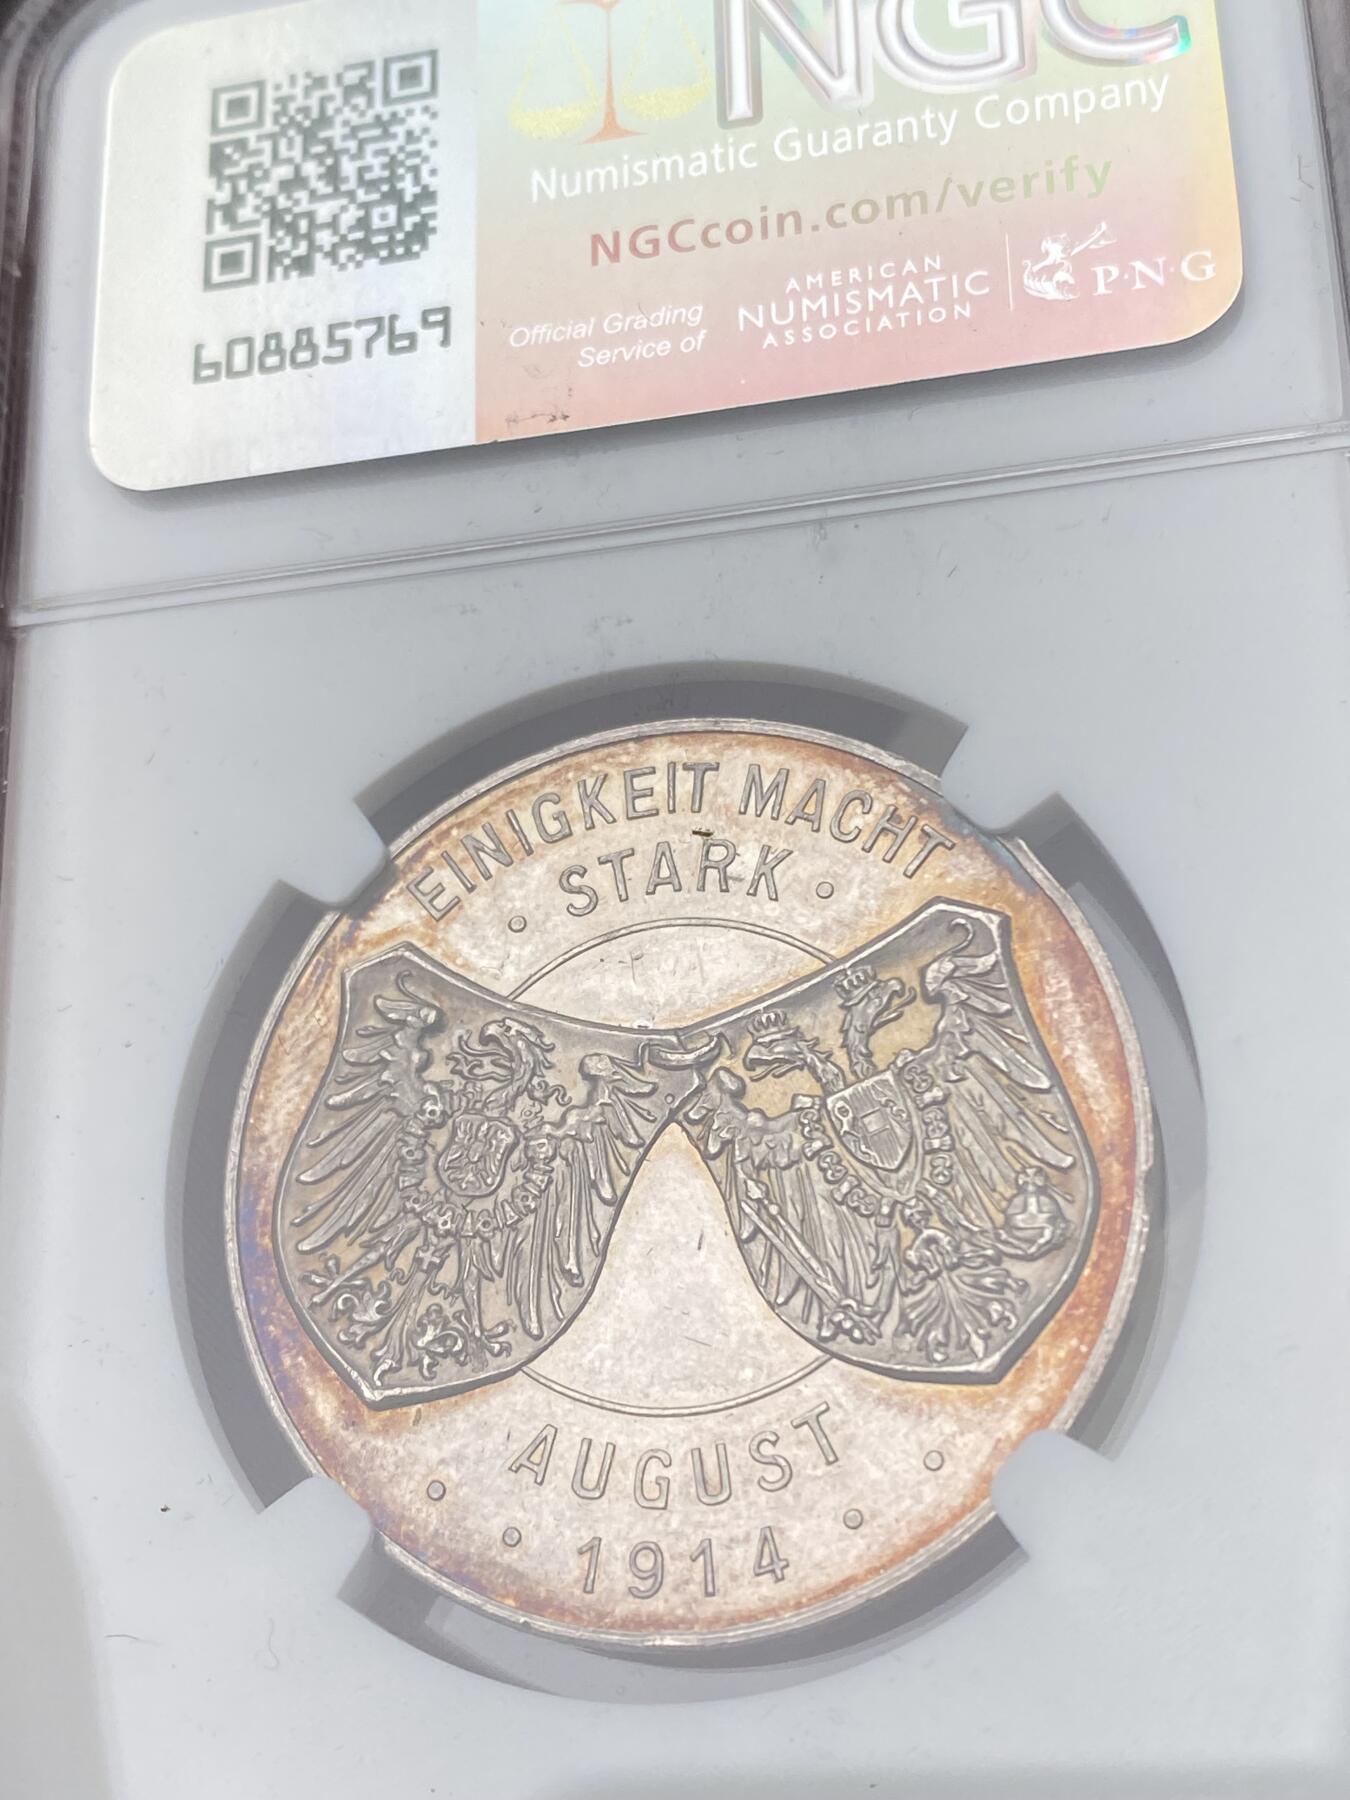 NGC
Numismatic Guaranty Company
NGCcoin.com/verify
Official Grading
Service of
AMERICAN
NUMISMATIC
ASSOCIATION
P·N·G
60885769
EINIGKEIT MACHT
· STARK ·
AUGUST
· 1914 ·